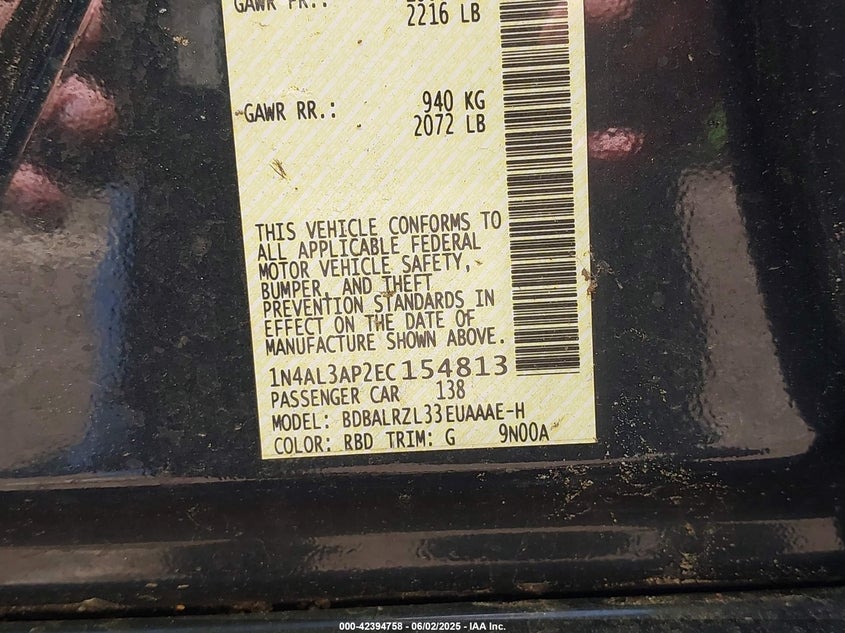 GAWR FR.:
2216 LB
GAWR RR.: 940 KG
2072 LB
THIS VEHICLE CONFORMS TO
ALL APPLICABLE FEDERAL
MOTOR VEHICLE SAFETY,
BUMPER, AND THEFT
PREVENTION STANDARDS IN
EFFECT ON THE DATE OF
MANUFACTURE SHOWN ABOVE.
1N4AL3AP2EC154813
PASSENGER CAR 138
MODEL: BDBALRZL33EUAAAE-H
COLOR: RBD TRIM: G 9N00A
000-42394758 - 06/02/2025 - IAA Inc.